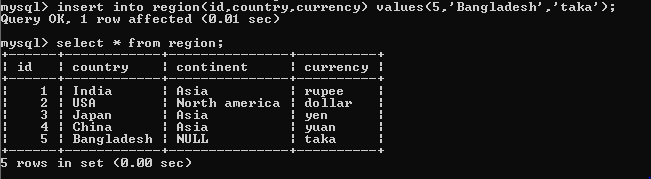 mysql> insert into region(id,country,currency) values(5,'Bangladesh','taka');
Query OK, 1 row affected (0.01 sec)
mysql> select * from region;
+------+------------+---------------+----------+
| id   | country    | continent     | currency |
+------+------------+---------------+----------+
|    1 | India      | Asia          | rupee    |
|    2 | USA        | North america | dollar   |
|    3 | Japan      | Asia          | yen      |
|    4 | China      | Asia          | yuan     |
|    5 | Bangladesh | NULL          | taka     |
+------+------------+---------------+----------+
5 rows in set (0.00 sec)